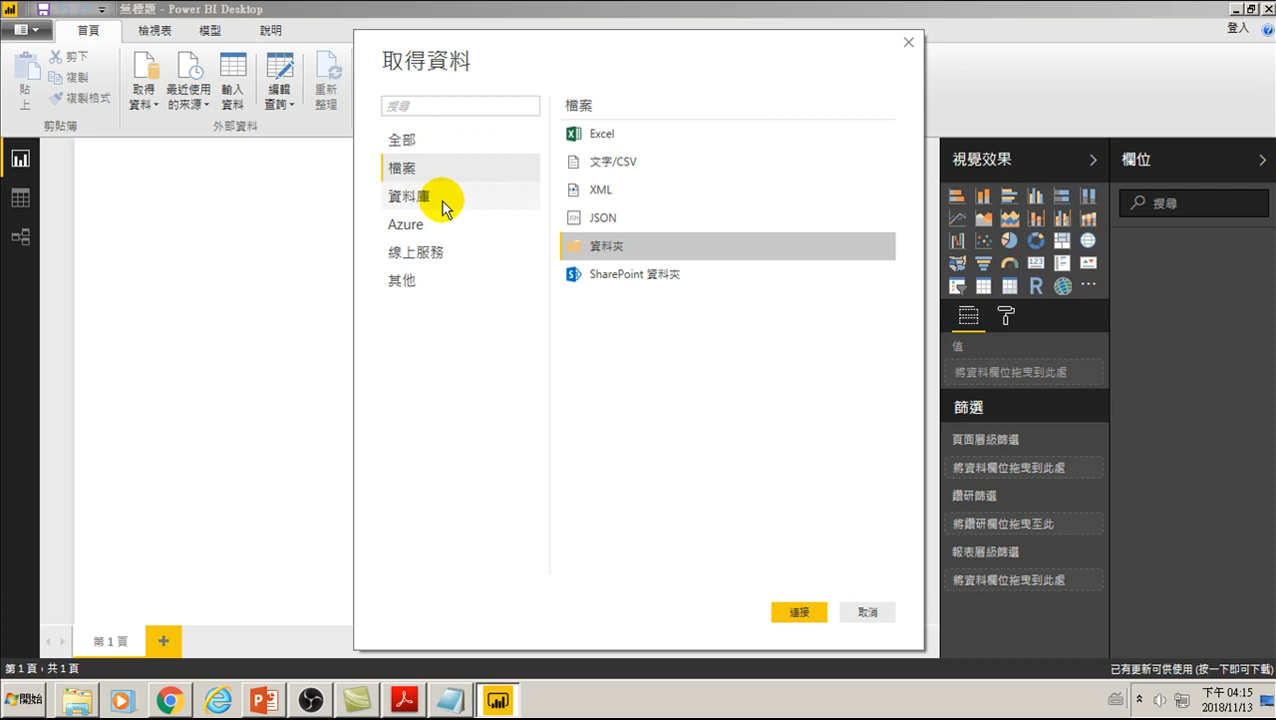 無標題 - Power BI Desktop
首頁
檢視表
模型
說明
登入
貼上
剪下
複製
複製格式
剪貼簿
取得資料
最近使用的來源
輸入資料
編輯查詢
重新整理
外部資料
取得資料
搜尋
全部
檔案
資料庫
Azure
線上服務
其他
檔案
Excel
文字/CSV
XML
JSON
資料夾
SharePoint 資料夾
連接
取消
視覺效果
欄位
搜尋
值
將資料欄位拖曳到此處
篩選
頁面層級篩選
將資料欄位拖曳到此處
鑽研篩選
將鑽研欄位拖曳至此
報表層級篩選
將資料欄位拖曳到此處
第 1 頁
第 1 頁，共 1 頁
已有更新可供使用 (按一下即可下載)
開始
下午 04:15
2018/11/13